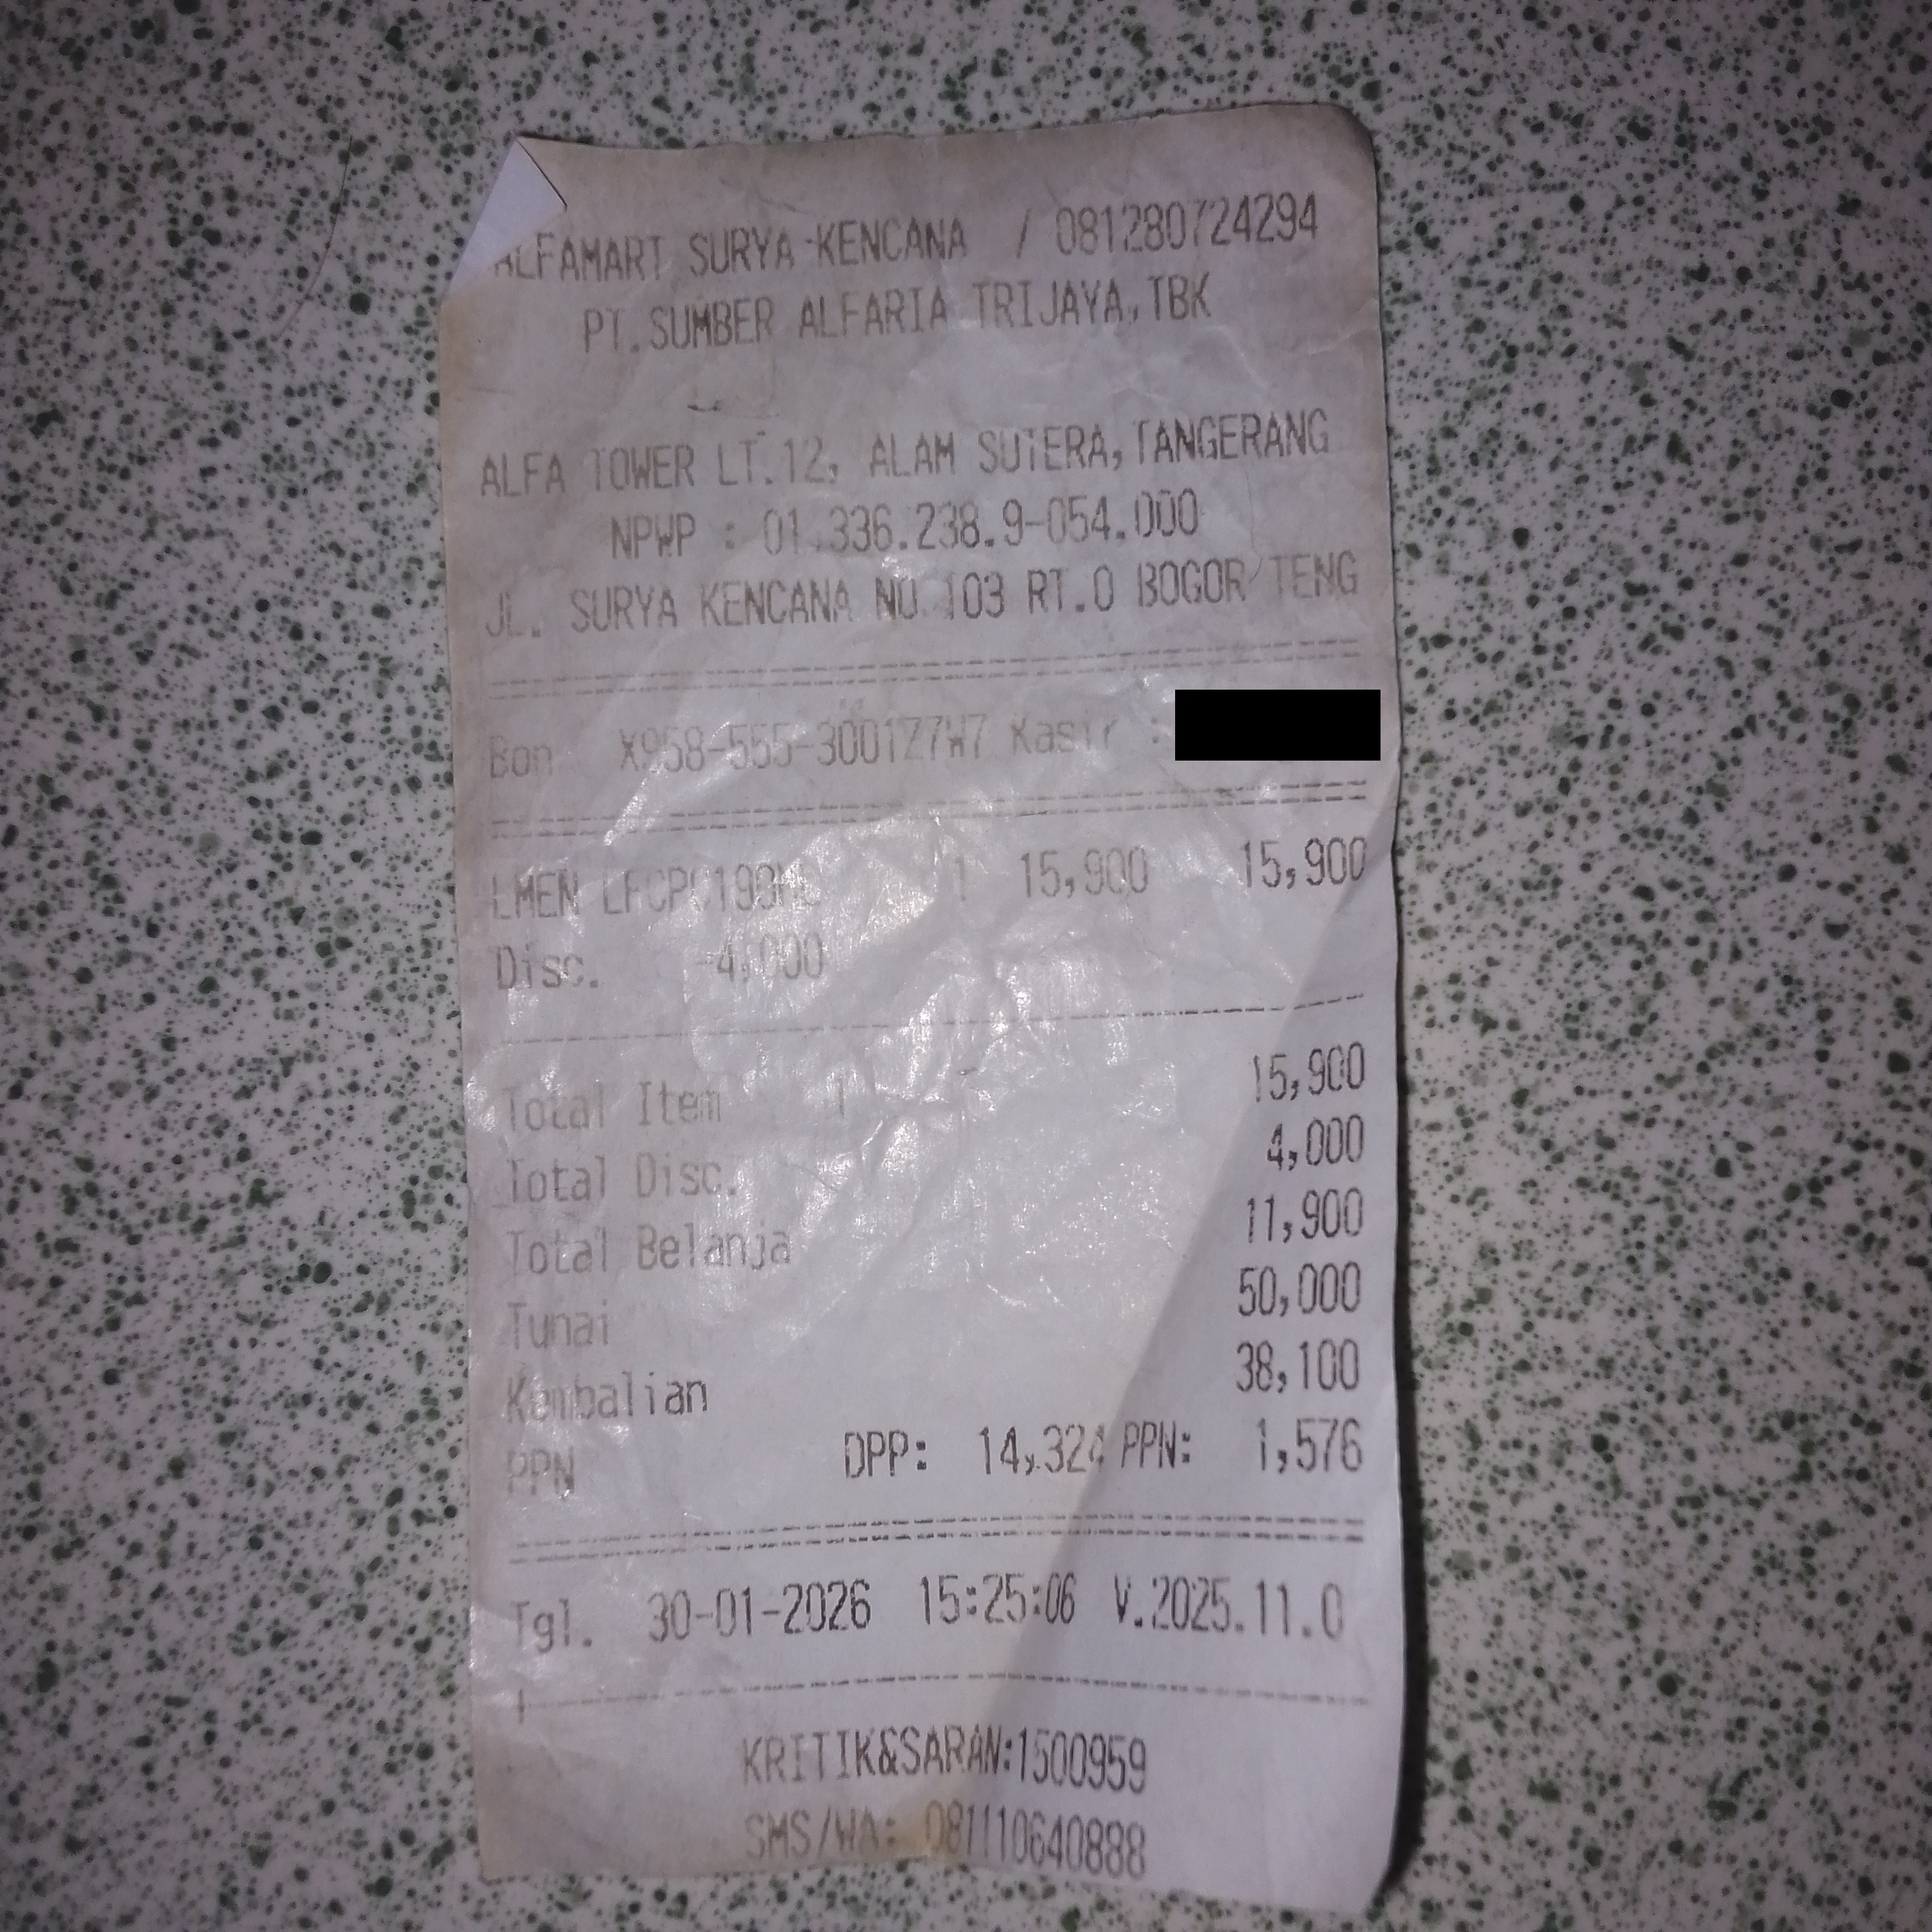 ALFAMART SURYA KENCANA / 081280724294
PT.SUMBER ALFARIA TRIJAYA,TBK
ALFA TOWER LT.12, ALAM SUTERA,TANGERANG
NPWP : 01.336.238.9-054.000
JL. SURYA KENCANA NO.103 RT.0 BOGOR TENG
Bon X958-555-3001Z7W7 Kasir :
LMEN 1 15,900 15,900
Disc. -4,000
Total Item 1 15,900
Total Disc. 4,000
Total Belanja 11,900
Tunai 50,000
Kembalian 38,100
PPN DPP: 14,324 PPN: 1,576
Tgl. 30-01-2026 15:25:06 V.2025.11.0
KRITIK&SARAN:1500959
SMS/WA: 081110640888